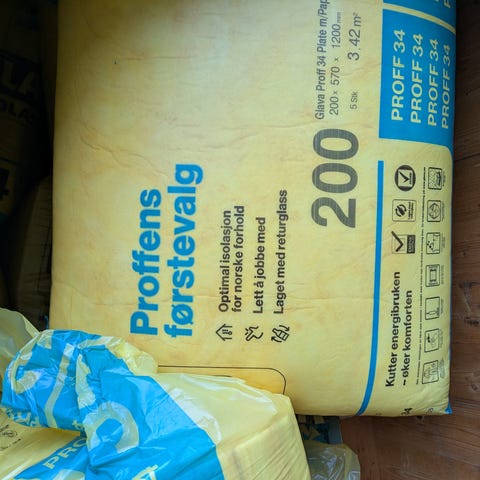 Proffens
førstevalg
Optimal isolasjon
for norske forhold
Lett å jobbe med
Laget med returglass
200
Glava Proff 34 Plate m/Pap
200 x 570 x 1200 mm
5 Stk
3,42 m²
PROFF 34
PROFF 34
PROFF 34
PROFF 34
Kutter energibruken
– øker komforten